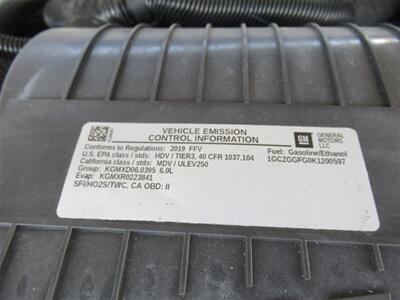 VEHICLE EMISSION
CONTROL INFORMATION
GM
GENERAL
MOTORS
LLC
Conforms to Regulations: 2019 FFV
Fuel: Gasoline/Ethanol
U.S. EPA class / stds: HDV / TIER3, 40 CFR 1037.104
1GCZGGFG0K1200597
California class / stds: MDV / ULEV250
Group: KGMXD06.0395 6.0L
Evap: KGMXR0223841
SFI/HO2S/TWC, CA OBD: II